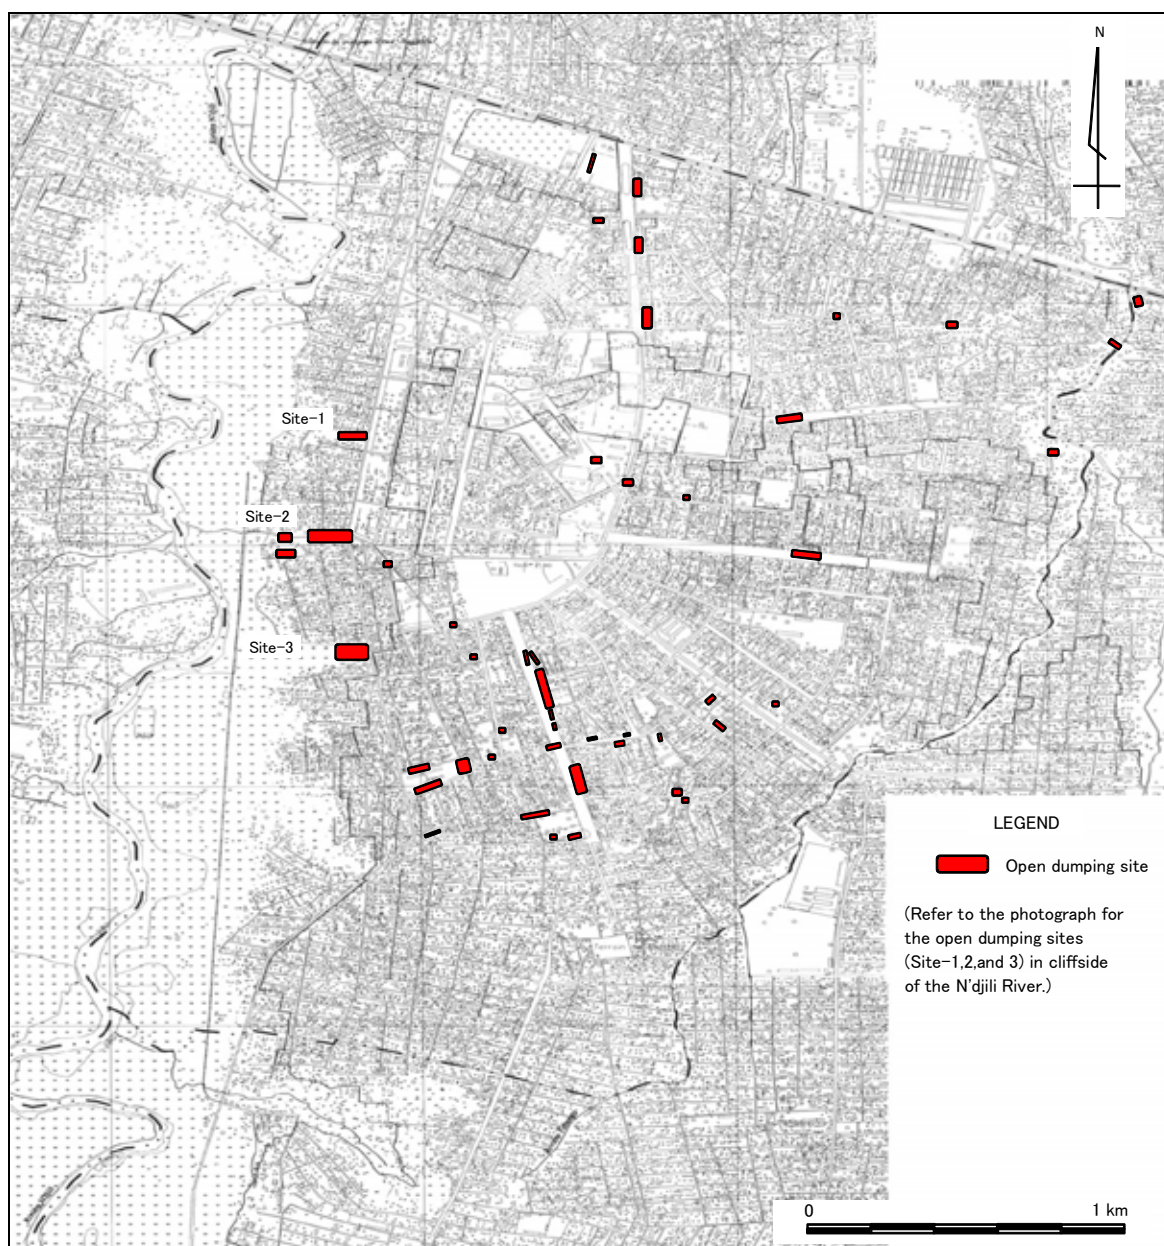 N
Site-1
Site-2
Site-3
LEGEND
Open dumping site
(Refer to the photograph for
the open dumping sites
(Site-1,2,and 3) in cliffside
of the N'djili River.)
0 1 km